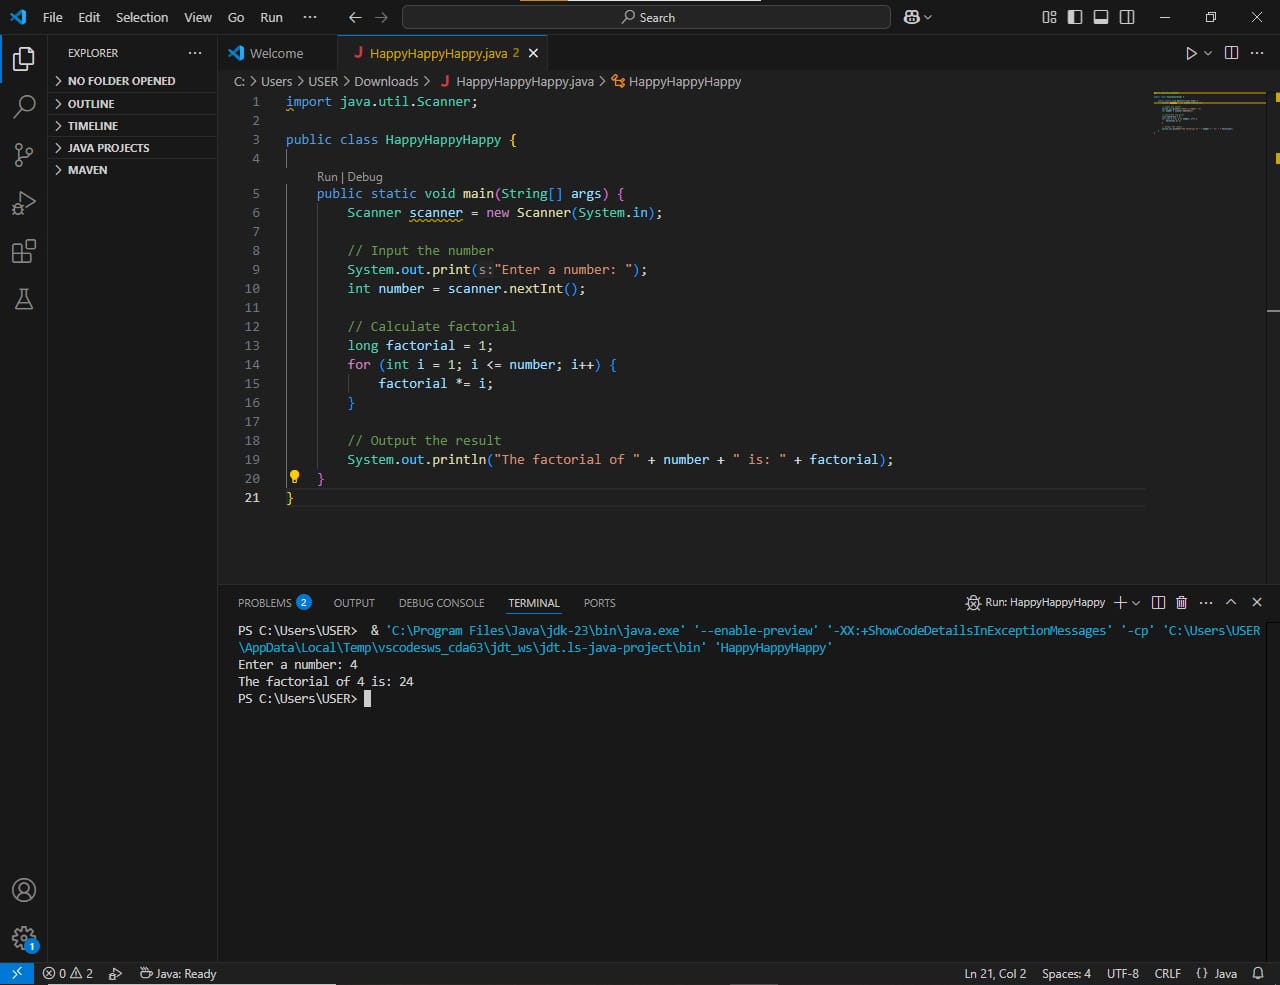 File Edit Selection View Go Run ··· Search
EXPLORER ···
NO FOLDER OPENED
OUTLINE
TIMELINE
JAVA PROJECTS
MAVEN
Welcome
HappyHappyHappy.java 2
C: > Users > USER > Downloads > HappyHappyHappy.java > HappyHappyHappy
1 import java.util.Scanner;
2
3 public class HappyHappyHappy {
4
Run | Debug
5 public static void main(String[] args) {
6 Scanner scanner = new Scanner(System.in);
7
8 // Input the number
9 System.out.print(s:"Enter a number: ");
10 int number = scanner.nextInt();
11
12 // Calculate factorial
13 long factorial = 1;
14 for (int i = 1; i <= number; i++) {
15 factorial *= i;
16 }
17
18 // Output the result
19 System.out.println("The factorial of " + number + " is: " + factorial);
20 }
21 }
PROBLEMS 2 OUTPUT DEBUG CONSOLE TERMINAL PORTS Run: HappyHappyHappy
PS C:\Users\USER>  & 'C:\Program Files\Java\jdk-23\bin\java.exe' '--enable-preview' '-XX:+ShowCodeDetailsInExceptionMessages' '-cp' 'C:\Users\USER
\AppData\Local\Temp\vscodesws_cda63\jdt_ws\jdt.ls-java-project\bin' 'HappyHappyHappy'
Enter a number: 4
The factorial of 4 is: 24
PS C:\Users\USER>
1
0 2 Java: Ready Ln 21, Col 2 Spaces: 4 UTF-8 CRLF {} Java